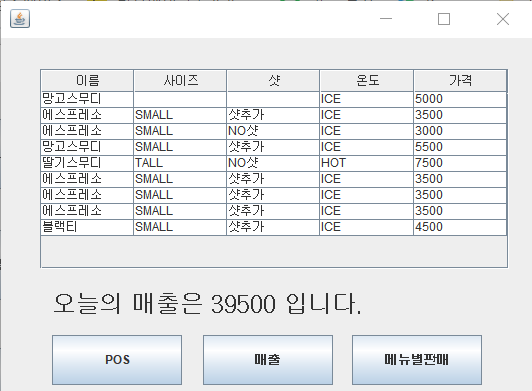 이름 사이즈 샷 온도 가격
망고스무디 ICE 5000
에스프레소 SMALL 샷추가 ICE 3500
에스프레소 SMALL NO샷 ICE 3000
망고스무디 SMALL 샷추가 ICE 5500
딸기스무디 TALL NO샷 HOT 7500
에스프레소 SMALL 샷추가 ICE 3500
에스프레소 SMALL 샷추가 ICE 3500
에스프레소 SMALL 샷추가 ICE 3500
블랙티 SMALL 샷추가 ICE 4500
오늘의 매출은 39500 입니다.
POS 매출 메뉴별판매